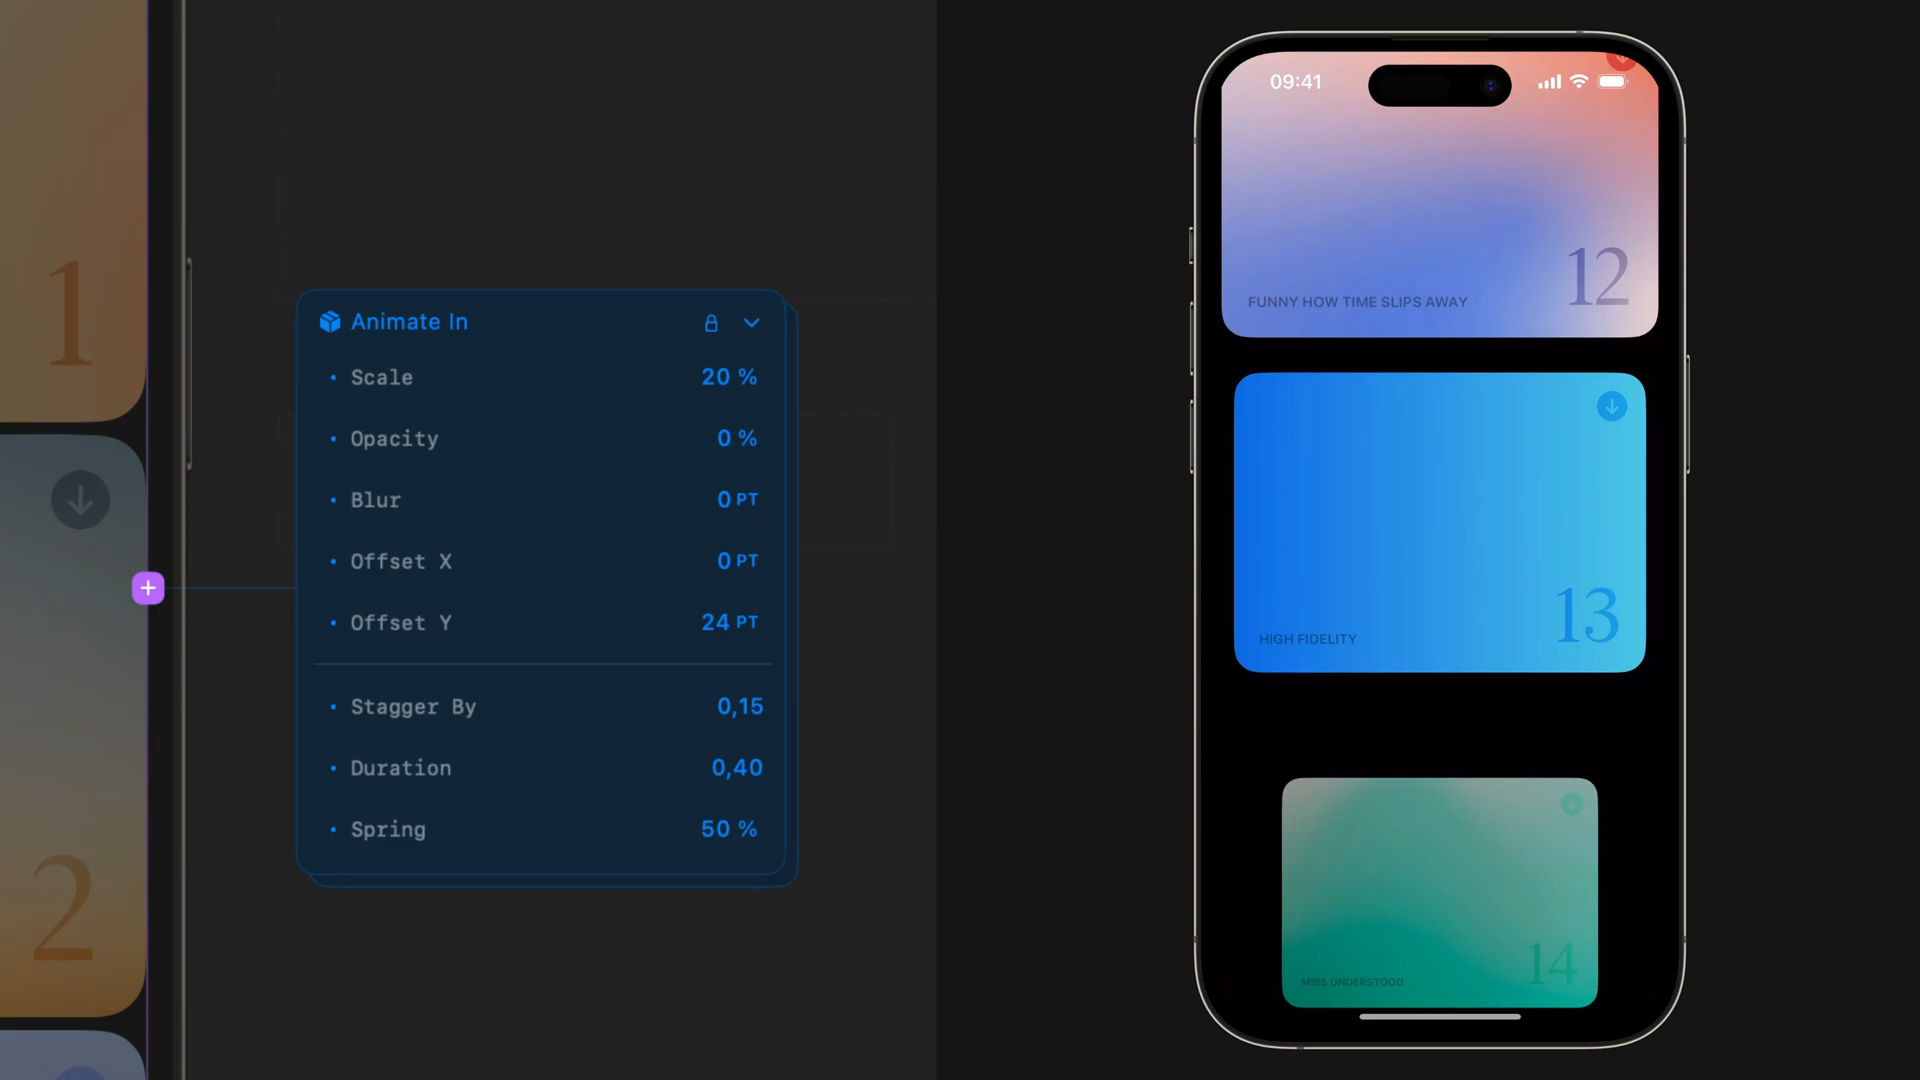 1
2
Animate In
Scale 20 %
Opacity 0 %
Blur 0 PT
Offset X 0 PT
Offset Y 24 PT
Stagger By 0,15
Duration 0,40
Spring 50 %
09:41
12
FUNNY HOW TIME SLIPS AWAY
13
HIGH FIDELITY
14
MISS UNDERSTOOD